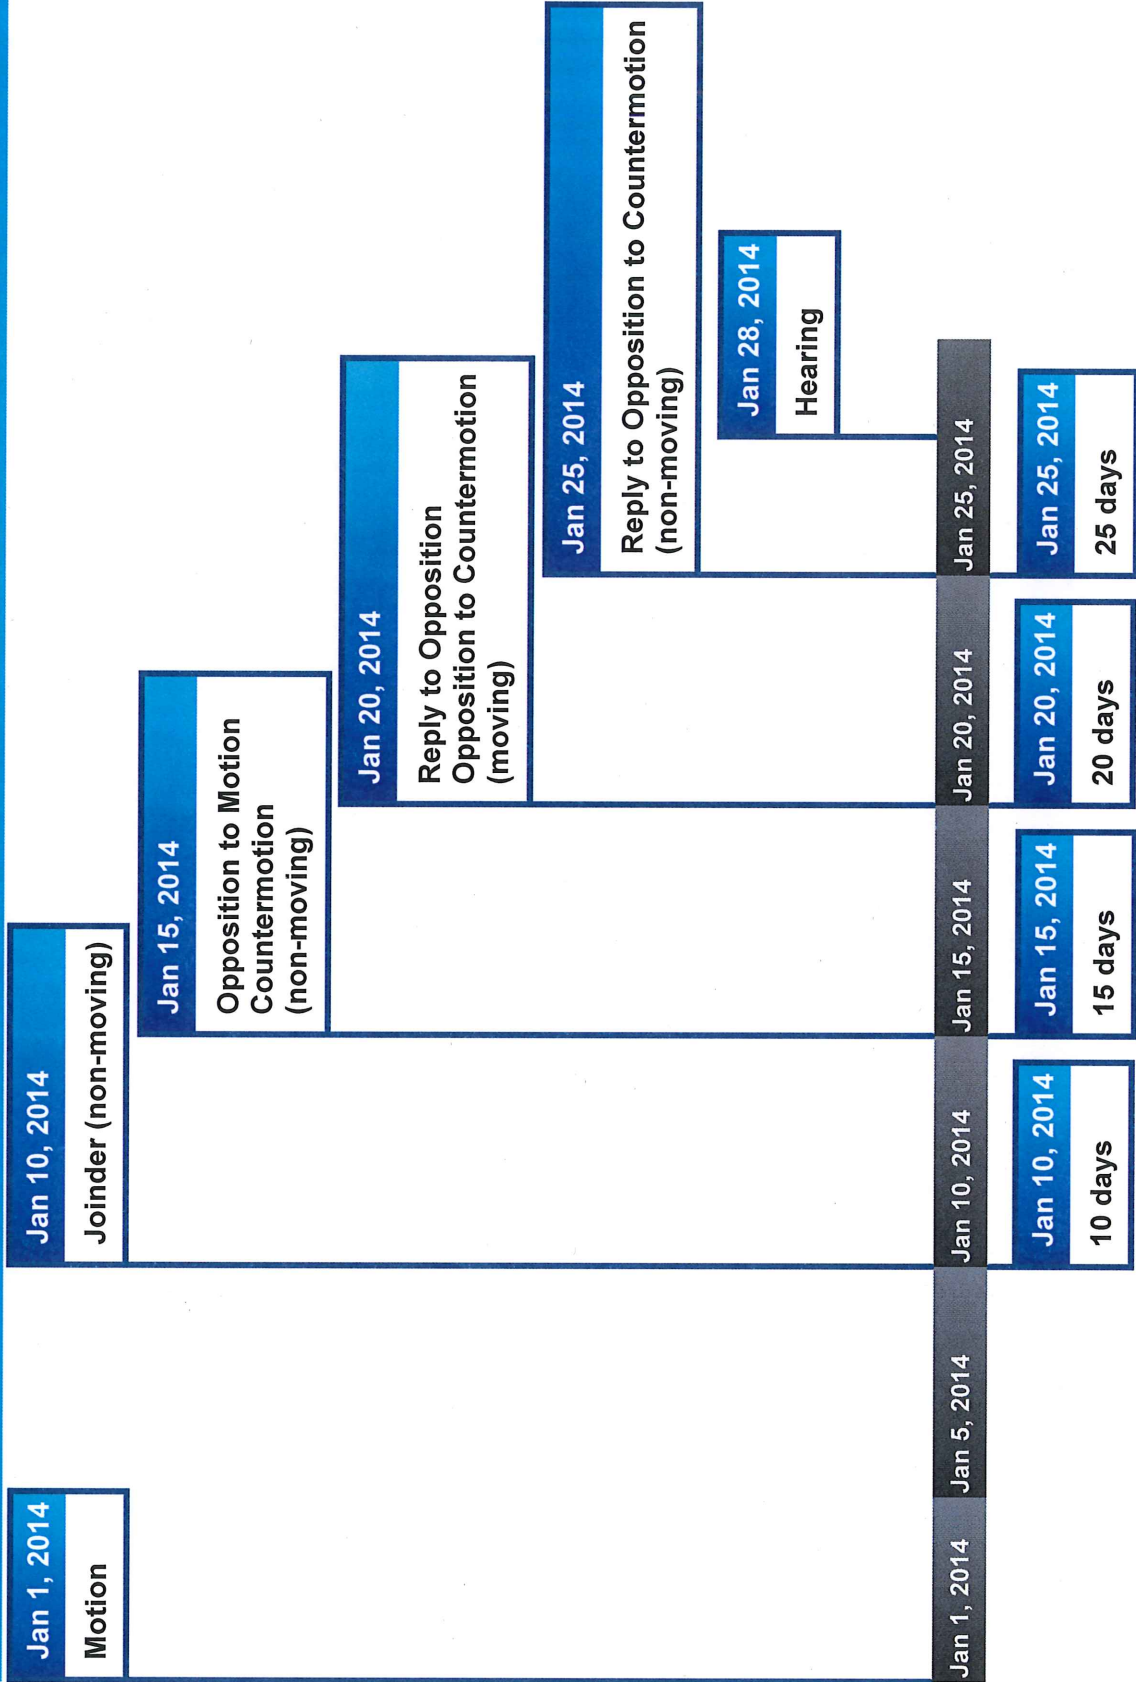 Jan 1, 2014
Motion
Jan 10, 2014
Joinder (non-moving)
Jan 15, 2014
Opposition to Motion
Countermotion
(non-moving)
Jan 20, 2014
Reply to Opposition
Opposition to Countermotion
(moving)
Jan 25, 2014
Reply to Opposition to Countermotion
(non-moving)
Jan 28, 2014
Hearing
Jan 1, 2014
Jan 5, 2014
Jan 10, 2014
Jan 15, 2014
Jan 20, 2014
Jan 25, 2014
Jan 10, 2014
10 days
Jan 15, 2014
15 days
Jan 20, 2014
20 days
Jan 25, 2014
25 days